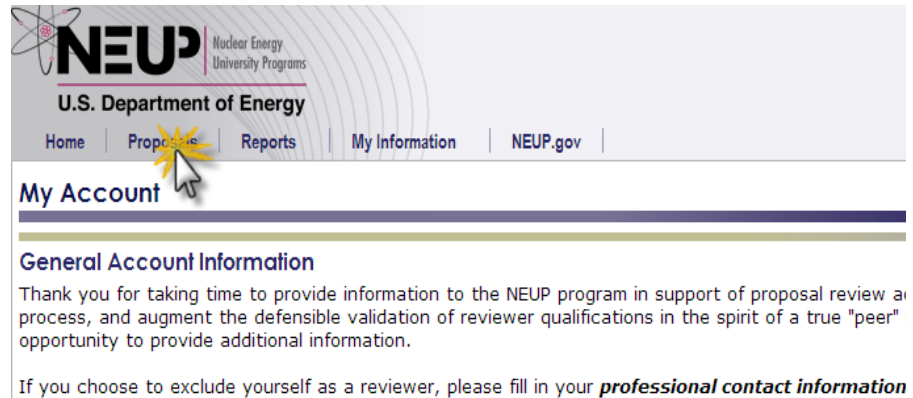 NEUP Nuclear Energy
University Programs
U.S. Department of Energy
Home Proposals Reports My Information NEUP.gov
My Account
General Account Information
Thank you for taking time to provide information to the NEUP program in support of proposal review
process, and augment the defensible validation of reviewer qualifications in the spirit of a true "peer"
opportunity to provide additional information.
If you choose to exclude yourself as a reviewer, please fill in your professional contact information